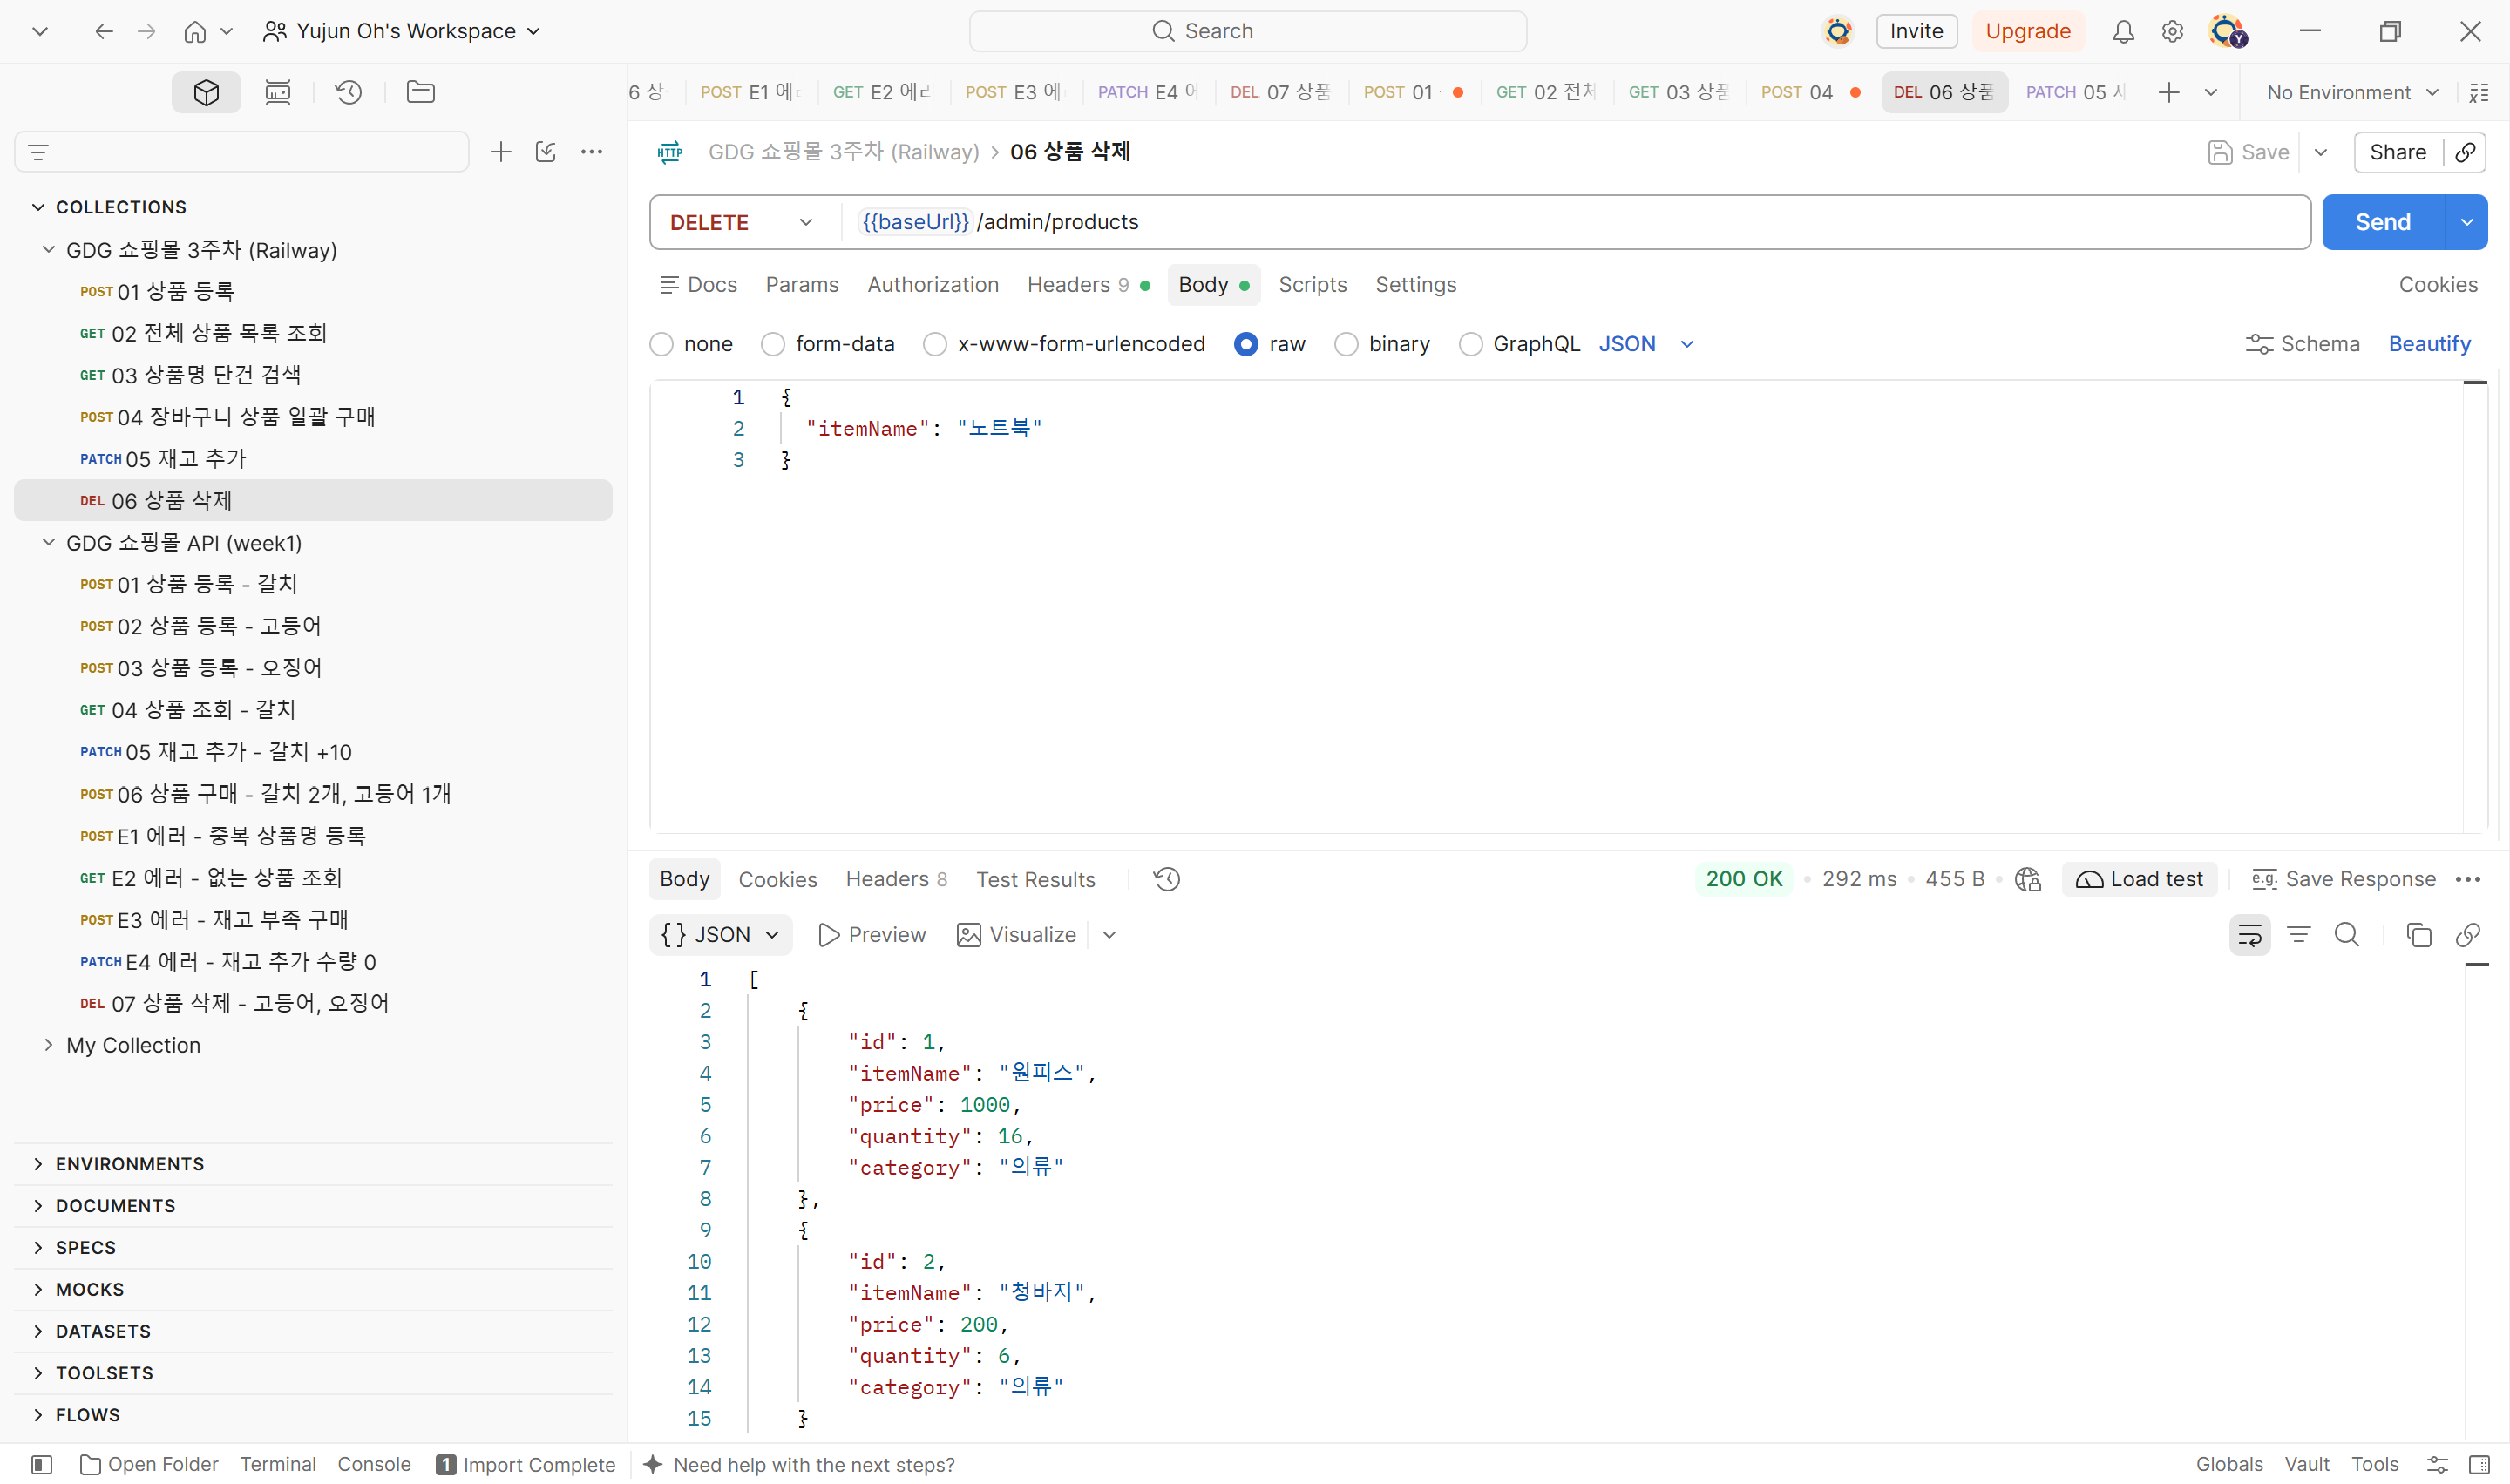 Yujun Oh's Workspace
Search
Invite
Upgrade
6 상
POST E1 에러
GET E2 에러
POST E3 에
PATCH E4
DEL 07 상품
POST 01
GET 02 전체
GET 03 상품
POST 04
DEL 06 상품
PATCH 05
No Environment
HTTP GDG 쇼핑몰 3주차 (Railway) > 06 상품 삭제
Save
Share
COLLECTIONS
GDG 쇼핑몰 3주차 (Railway)
POST 01 상품 등록
GET 02 전체 상품 목록 조회
GET 03 상품명 단건 검색
POST 04 장바구니 상품 일괄 구매
PATCH 05 재고 추가
DEL 06 상품 삭제
GDG 쇼핑몰 API (week1)
POST 01 상품 등록 - 갈치
POST 02 상품 등록 - 고등어
POST 03 상품 등록 - 오징어
GET 04 상품 조회 - 갈치
PATCH 05 재고 추가 - 갈치 +10
POST 06 상품 구매 - 갈치 2개, 고등어 1개
POST E1 에러 - 중복 상품명 등록
GET E2 에러 - 없는 상품 조회
POST E3 에러 - 재고 부족 구매
PATCH E4 에러 - 재고 추가 수량 0
DEL 07 상품 삭제 - 고등어, 오징어
My Collection
ENVIRONMENTS
DOCUMENTS
SPECS
MOCKS
DATASETS
TOOLSETS
FLOWS
DELETE
{{baseUrl}} /admin/products
Send
Docs
Params
Authorization
Headers 9
Body
Scripts
Settings
Cookies
none
form-data
x-www-form-urlencoded
raw
binary
GraphQL
JSON
Schema
Beautify
1 {
2 "itemName": "노트북"
3 }
Body
Cookies
Headers 8
Test Results
200 OK
292 ms
455 B
Load test
e.g. Save Response
{} JSON
Preview
Visualize
1 [
2 {
3 "id": 1,
4 "itemName": "원피스",
5 "price": 1000,
6 "quantity": 16,
7 "category": "의류"
8 },
9 {
10 "id": 2,
11 "itemName": "청바지",
12 "price": 200,
13 "quantity": 6,
14 "category": "의류"
15 }
Open Folder
Terminal
Console
1 Import Complete
Need help with the next steps?
Globals
Vault
Tools